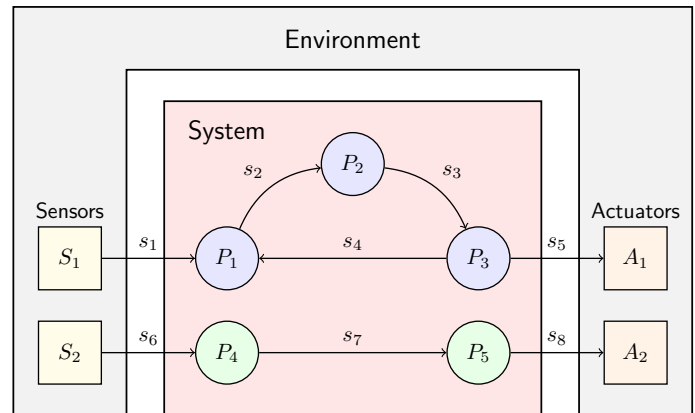 Environment
System
s₂ P₂ s₃
Sensors Actuators
S₁ s₁ P₁ s₄ P₃ s₅ A₁
S₂ s₆ P₄ s₇ P₅ s₈ A₂